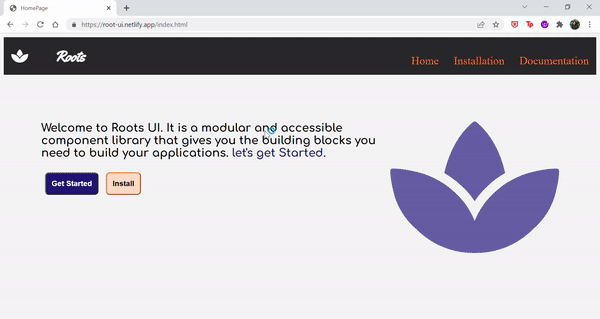 HomePage
https://root-ui.netlify.app/index.html
Roots
Home Installation Documentation
Welcome to Roots UI. It is a modular and accessible
component library that gives you the building blocks you
need to build your applications. let's get Started.
Get Started Install